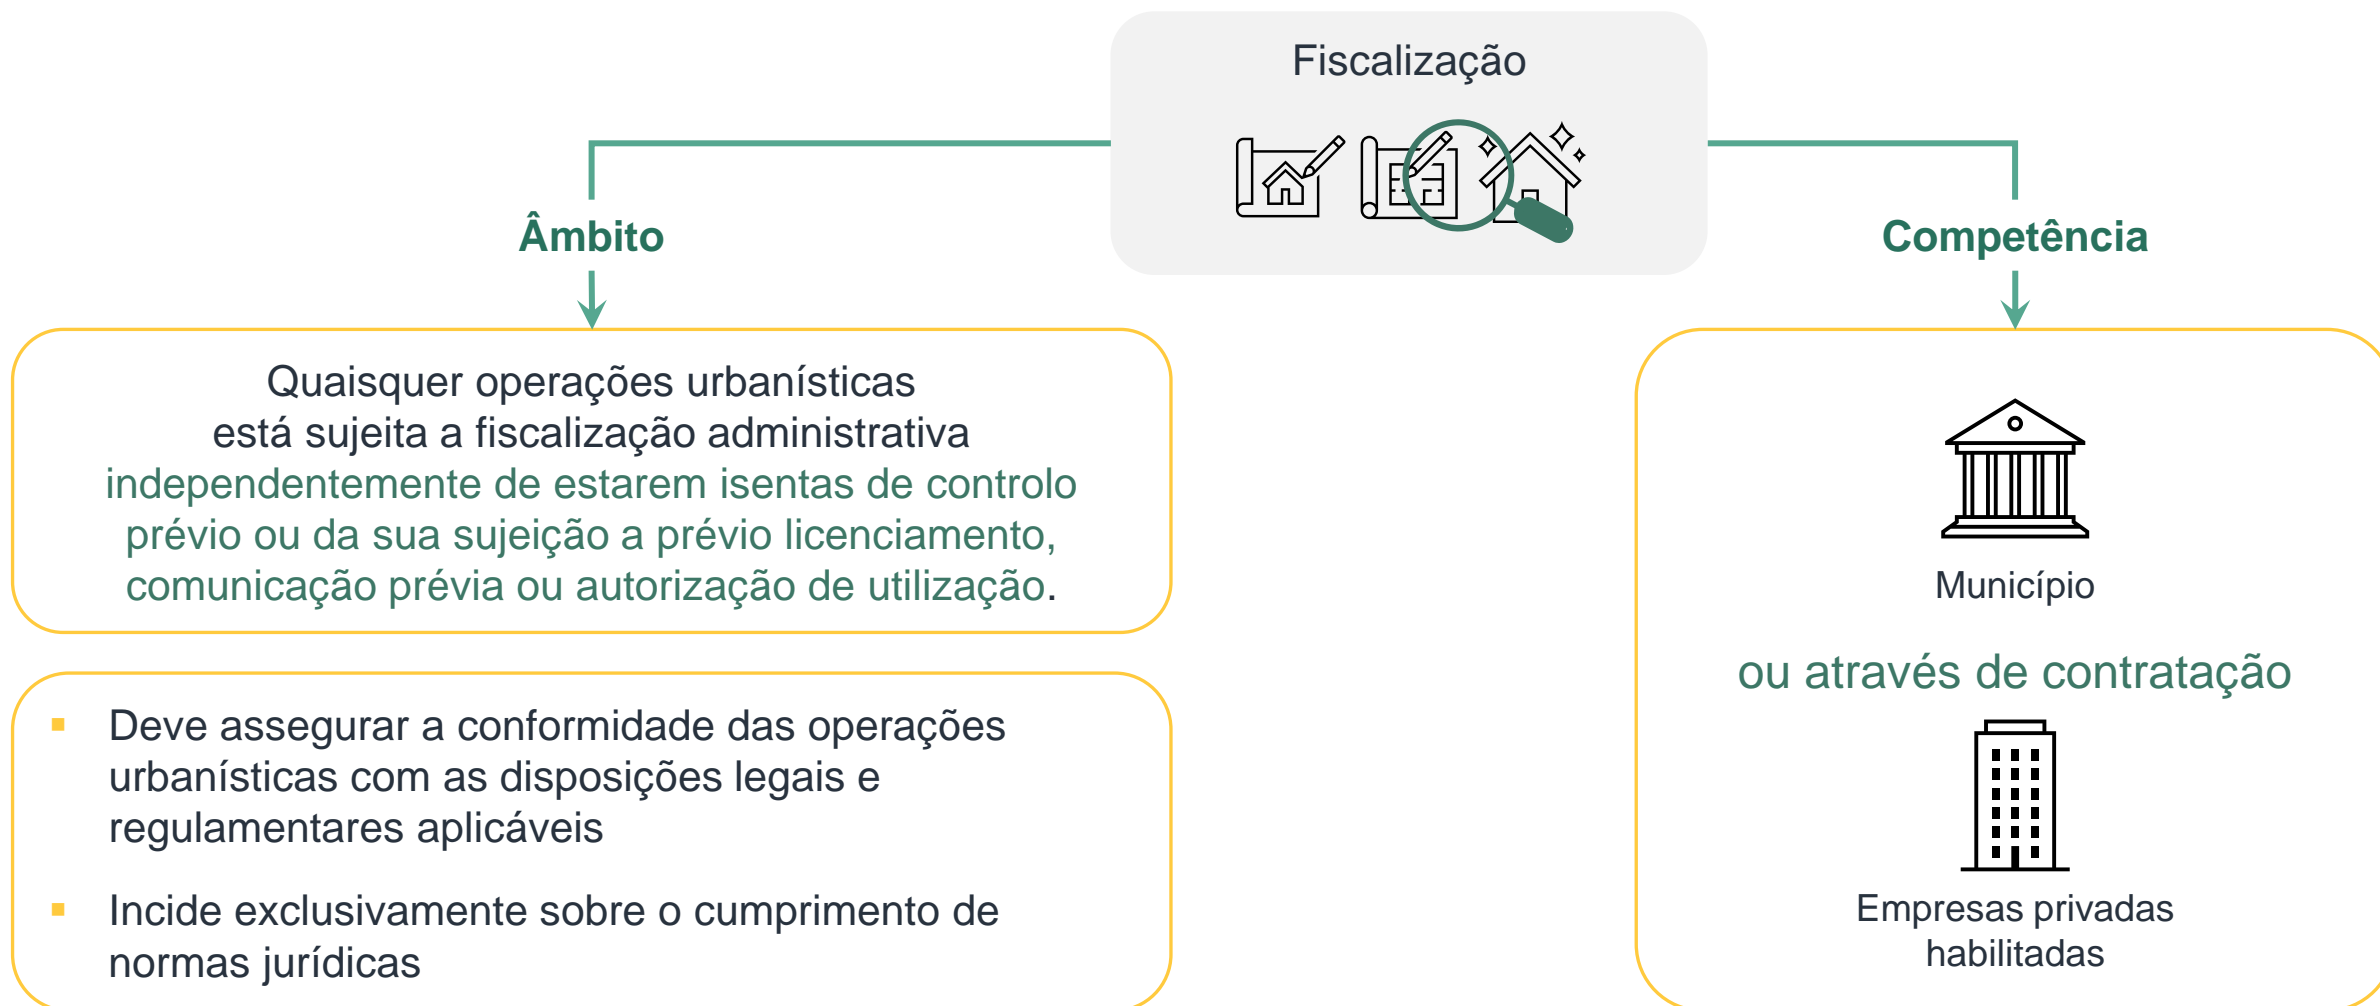 Fiscalização
Âmbito
Quaisquer operações urbanísticas
está sujeita a fiscalização administrativa
independentemente de estarem isentas de controlo
prévio ou da sua sujeição a prévio licenciamento,
comunicação prévia ou autorização de utilização.
▪ Deve assegurar a conformidade das operações
urbanísticas com as disposições legais e
regulamentares aplicáveis
▪ Incide exclusivamente sobre o cumprimento de
normas jurídicas
Competência
Município
ou através de contratação
Empresas privadas
habilitadas